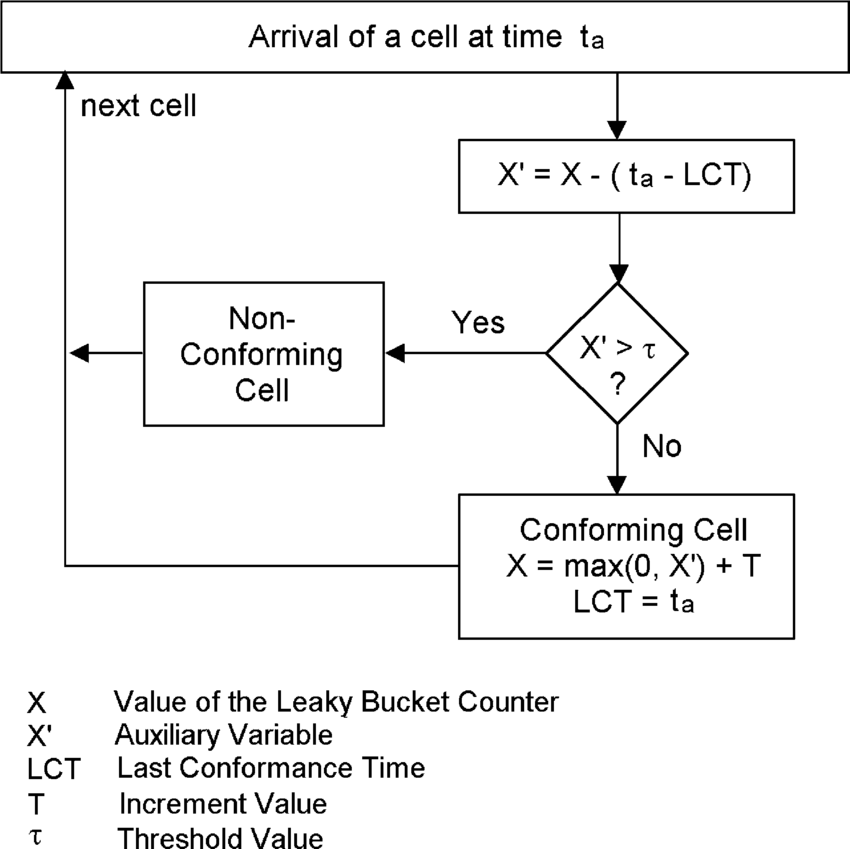 Arrival of a cell at time ta
next cell
X' = X - ( ta - LCT)
Yes
Non-
Conforming
Cell
X' > τ
?
No
Conforming Cell
X = max(0, X') + T
LCT = ta
X Value of the Leaky Bucket Counter
X' Auxiliary Variable
LCT Last Conformance Time
T Increment Value
τ Threshold Value